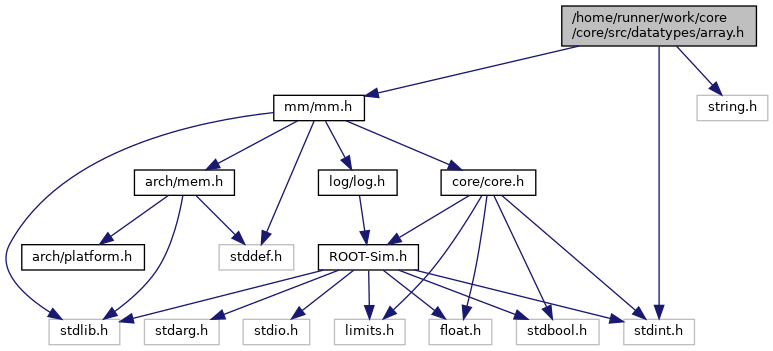 /home/runner/work/core
/core/src/datatypes/array.h
mm/mm.h
string.h
arch/mem.h
log/log.h
core/core.h
arch/platform.h
stddef.h
ROOT-Sim.h
stdlib.h
stdarg.h
stdio.h
limits.h
float.h
stdbool.h
stdint.h